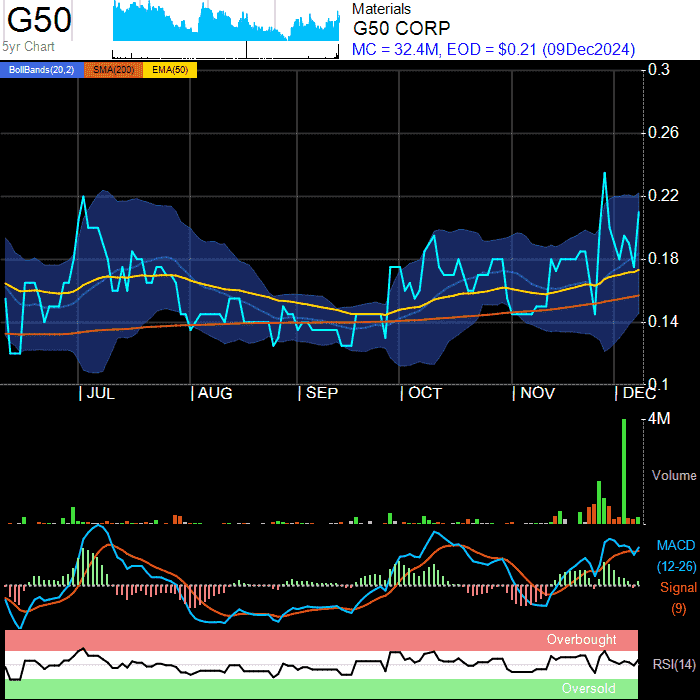 G50
5yr Chart
Materials
G50 CORP
MC = 32.4M, EOD = $0.21 (09Dec2024)
BollBands(20,2) SMA(200) EMA(50)
0.3
0.26
0.22
0.18
0.14
0.1
JUL AUG SEP OCT NOV DEC
4M
Volume
MACD
(12-26)
Signal
(9)
Overbought
RSI(14)
Oversold